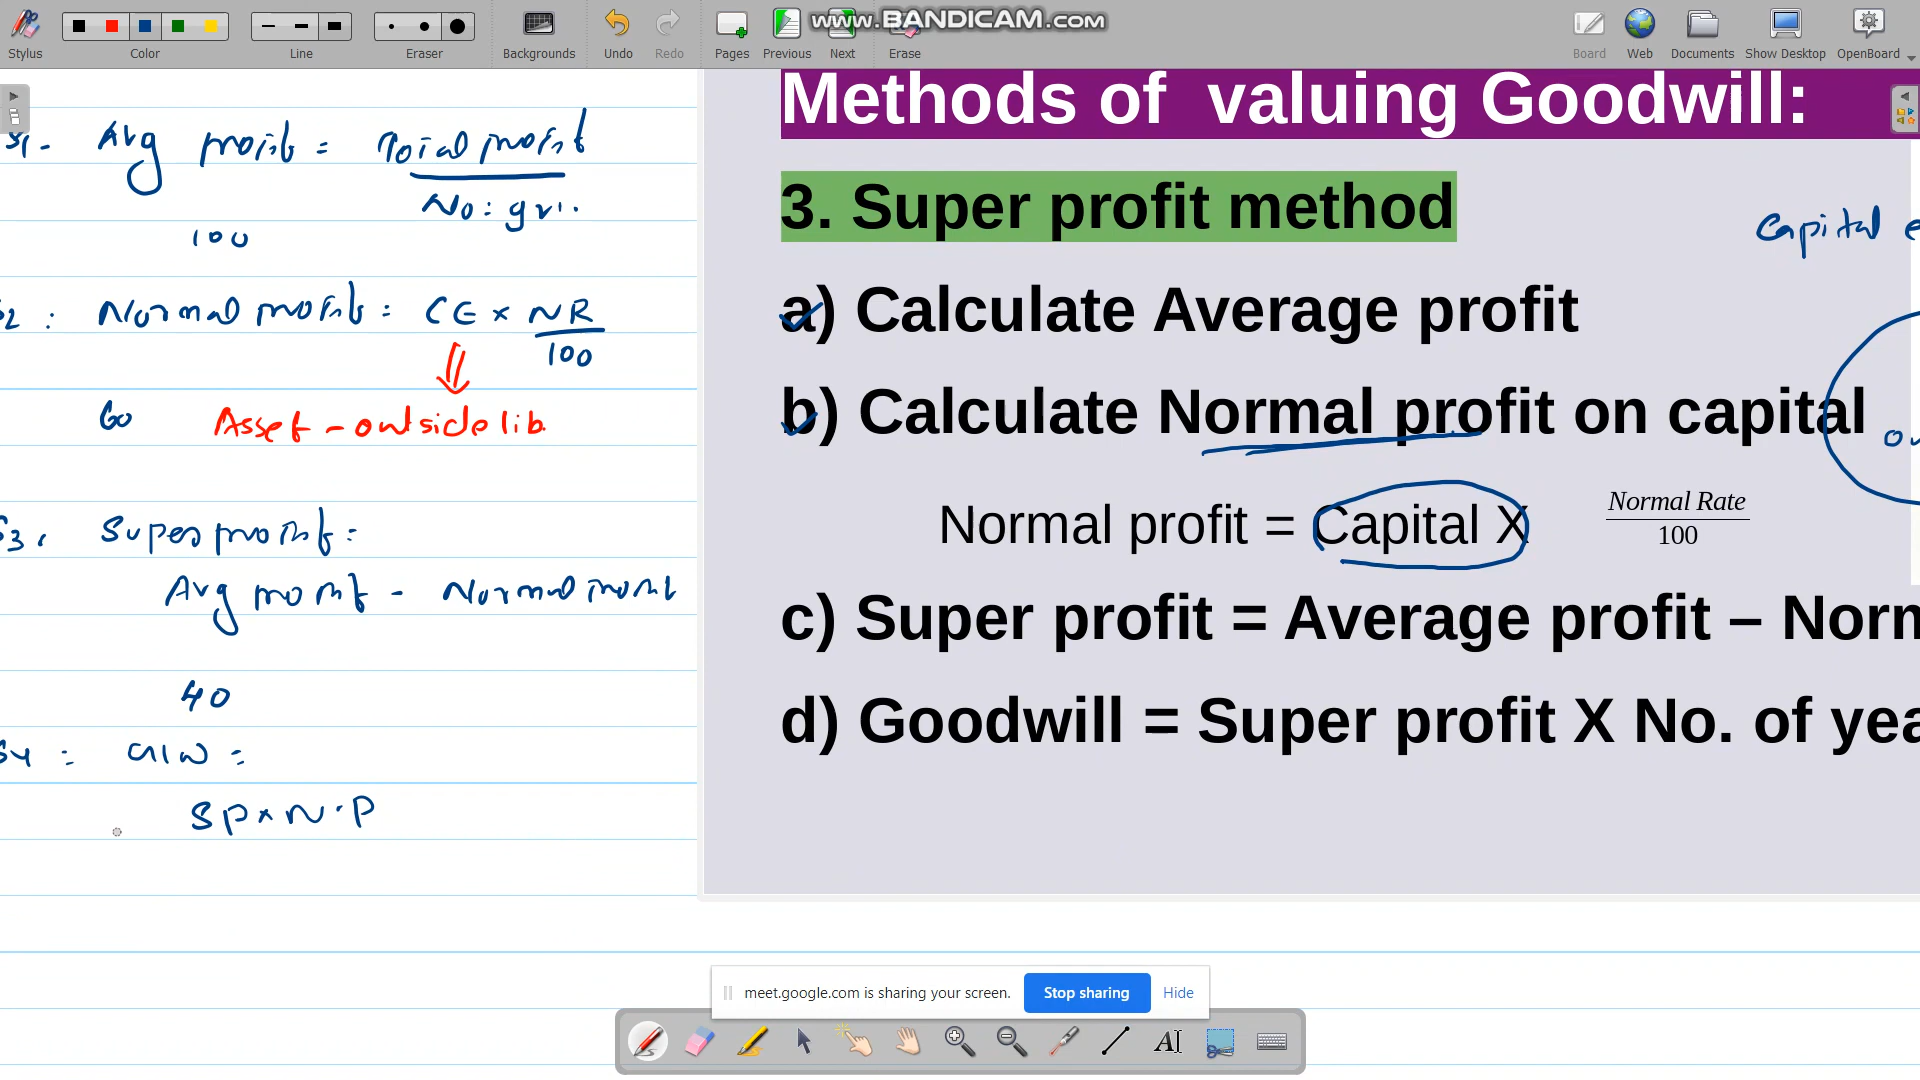 www.BANDICAM.com
Stylus Color Line Eraser Backgrounds Undo Redo Pages Previous Next Erase Board Web Documents Show Desktop OpenBoard
S1- Avg profit = Total profit
No: gvi.
100
S2: Normal profit = CE x NR
100
60 Asset - outside lib.
S3. Super profit =
Avg profit - Normal profit
40
S4 = G/W =
SP x N.P
Methods of valuing Goodwill:
3. Super profit method
Capital e
a) Calculate Average profit
b) Calculate Normal profit on capital
ou
Normal profit = Capital X Normal Rate
100
c) Super profit = Average profit – Norm
d) Goodwill = Super profit X No. of yea
meet.google.com is sharing your screen. Stop sharing Hide